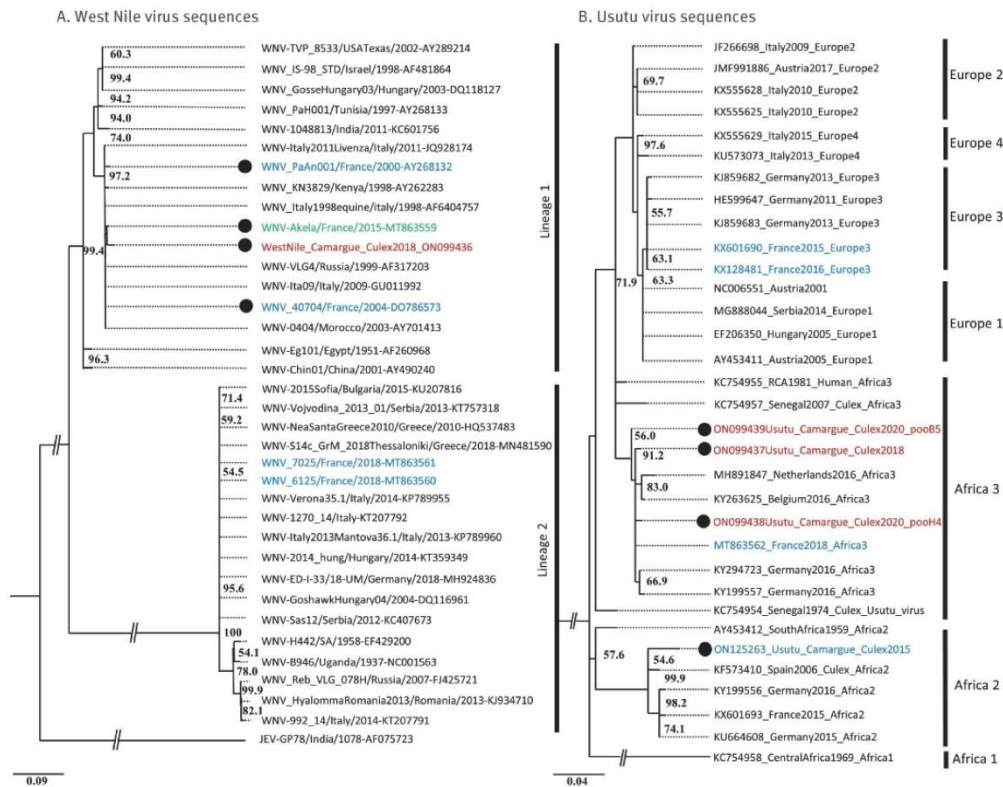 A. West Nile virus sequences
60.3
99.4
94.2
94.0
74.0
97.2
99.4
96.3
WNV-TVP_8533/USATexas/2002-AY289214
WNV_IS-98_STD/Israel/1998-AF481864
WNV_GosseHungary03/Hungary/2003-DQ118127
WNV_PaH001/Tunisia/1997-AY268133
WNV-1048813/India/2011-KC601756
WNV-Italy2011Livenza/Italy/2011-JQ928174
WNV_PaAn001/France/2000-AY268132
WNV_KN3829/Kenya/1998-AY262283
WNV_Italy1998equine/italy/1998-AF6404757
WNV-Akela/France/2015-MT863559
WestNile_Camargue_Culex2018_ON099436
WNV-VLG4/Russia/1999-AF317203
WNV-Ita09/Italy/2009-GU011992
WNV_40704/France/2004-DO786573
WNV-0404/Morocco/2003-AY701413
WNV-Eg101/Egypt/1951-AF260968
WNV-Chin01/China/2001-AY490240
Lineage 1
71.4
59.2
54.5
95.6
100
54.1
78.0
99.9
82.1
WNV-2015Sofia/Bulgaria/2015-KU207816
WNV-Vojvodina_2013_01/Serbia/2013-KT757318
WNV-NeaSantaGreece2010/Greece/2010-HQ537483
WNV-S14c_GrM_2018Thessaloniki/Greece/2018-MN481590
WNV_7025/France/2018-MT863561
WNV_6125/France/2018-MT863560
WNV-Verona35.1/Italy/2014-KP789955
WNV-1270_14/Italy-KT207792
WNV-Italy2013Mantova36.1/Italy/2013-KP789960
WNV-2014_hung/Hungary/2014-KT359349
WNV-ED-I-33/18-UM/Germany/2018-MH924836
WNV-GoshawkHungary04/2004-DQ116961
WNV-Sas12/Serbia/2012-KC407673
WNV-H442/SA/1958-EF429200
WNV-B946/Uganda/1937-NC001563
WNV_Reb_VLG_078H/Russia/2007-FJ425721
WNV_HyalommaRomania2013/Romania/2013-KJ934710
WNV-992_14/Italy/2014-KT207791
JEV-GP78/India/1078-AF075723
Lineage 2
0.09
B. Usutu virus sequences
69.7
97.6
55.7
63.1
71.9
63.3
JF266698_Italy2009_Europe2
JMF991886_Austria2017_Europe2
KX555628_Italy2010_Europe2
KX555625_Italy2010_Europe2
Europe 2
KX555629_Italy2015_Europe4
KU573073_Italy2013_Europe4
Europe 4
KJ859682_Germany2013_Europe3
HE599647_Germany2011_Europe3
KJ859683_Germany2013_Europe3
KX601690_France2015_Europe3
KX128481_France2016_Europe3
Europe 3
NC006551_Austria2001
MG888044_Serbia2014_Europe1
EF206350_Hungary2005_Europe1
AY453411_Austria2005_Europe1
Europe 1
56.0
91.2
83.0
66.9
KC754955_RCA1981_Human_Africa3
KC754957_Senegal2007_Culex_Africa3
ON099439Usutu_Camargue_Culex2020_pooB5
ON099437Usutu_Camargue_Culex2018
MH891847_Netherlands2016_Africa3
KY263625_Belgium2016_Africa3
ON099438Usutu_Camargue_Culex2020_pooH4
MT863562_France2018_Africa3
KY294723_Germany2016_Africa3
KY199557_Germany2016_Africa3
KC754954_Senegal1974_Culex_Usutu_virus
Africa 3
57.6
54.6
99.9
98.2
74.1
AY453412_SouthAfrica1959_Africa2
ON125263_Usutu_Camargue_Culex2015
KF573410_Spain2006_Culex_Africa2
KY199556_Germany2016_Africa2
KX601693_France2015_Africa2
KU664608_Germany2015_Africa2
Africa 2
KC754958_CentralAfrica1969_Africa1
Africa 1
0.04